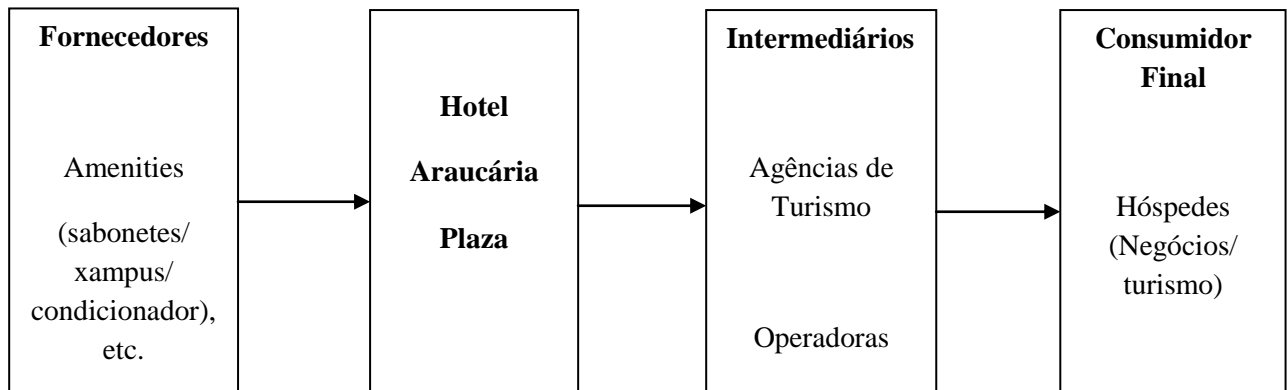 Fornecedores
Amenities
(sabonetes/
xampus/
condicionador),
etc.
Hotel
Araucária
Plaza
Intermediários
Agências de
Turismo
Operadoras
Consumidor
Final
Hóspedes
(Negócios/
turismo)